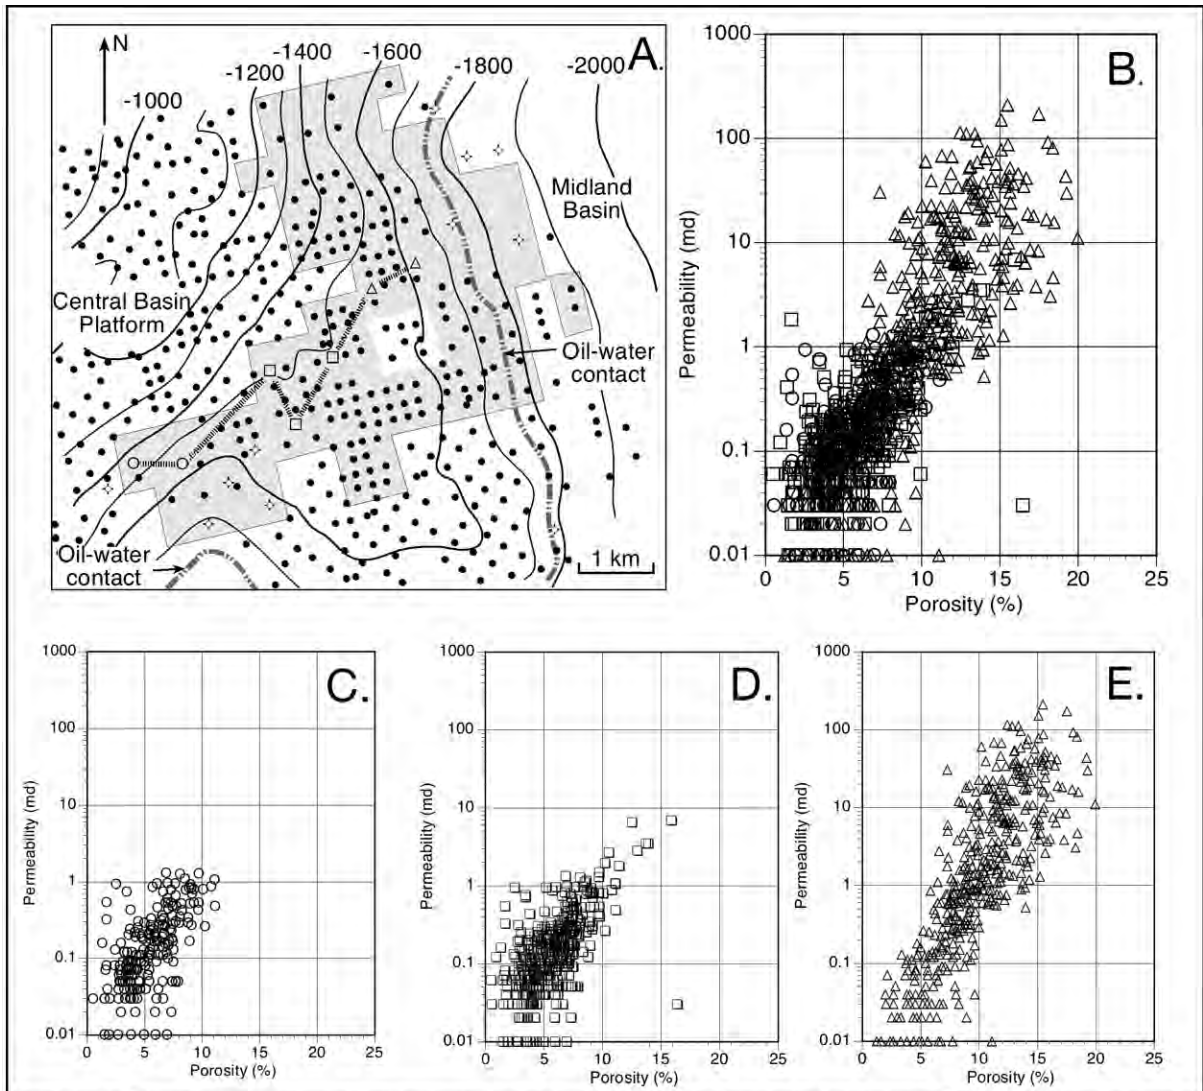 N
-1000
-1200
-1400
-1600
-1800
-2000
A.
Midland
Basin
Central Basin
Platform
Oil-water
contact
Oil-water
contact
1 km
B.
1000
100
10
1
0.1
0.01
0
5
10
15
20
25
Permeability (md)
Porosity (%)
C.
1000
100
10
1
0.1
0.01
0
5
10
15
20
25
Permeability (md)
Porosity (%)
D.
1000
100
10
1
0.1
0.01
0
5
10
15
20
25
Permeability (md)
Porosity (%)
E.
1000
100
10
1
0.1
0.01
0
5
10
15
20
25
Permeability (md)
Porosity (%)